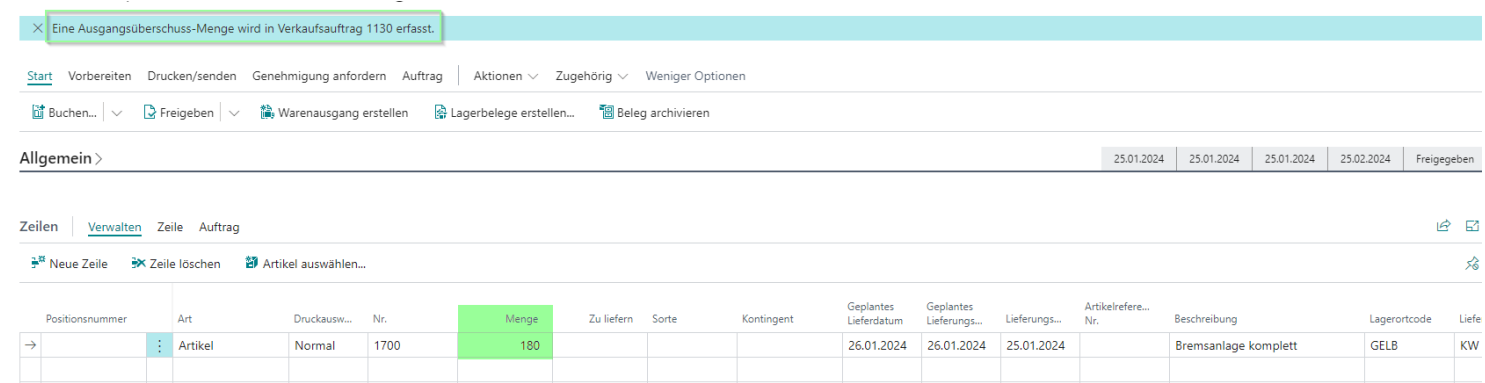 Eine Ausgangsüberschuss-Menge wird in Verkaufsauftrag 1130 erfasst.
Start Vorbereiten Drucken/senden Genehmigung anfordern Auftrag Aktionen Zugehörig Weniger Optionen
Buchen... Freigeben Warenausgang erstellen Lagerbelege erstellen... Beleg archivieren
Allgemein 25.01.2024 25.01.2024 25.01.2024 25.02.2024 Freigegeben
Zeilen Verwalten Zeile Auftrag
Neue Zeile Zeile löschen Artikel auswählen...
Geplantes Geplantes Artikelrefere...
Positionsnummer Art Druckausw... Nr. Menge Zu liefern Sorte Kontingent Lieferdatum Lieferungs... Lieferungs... Nr. Beschreibung Lagerortcode Liefe
Artikel Normal 1700 180 26.01.2024 26.01.2024 25.01.2024 Bremsanlage komplett GELB KW